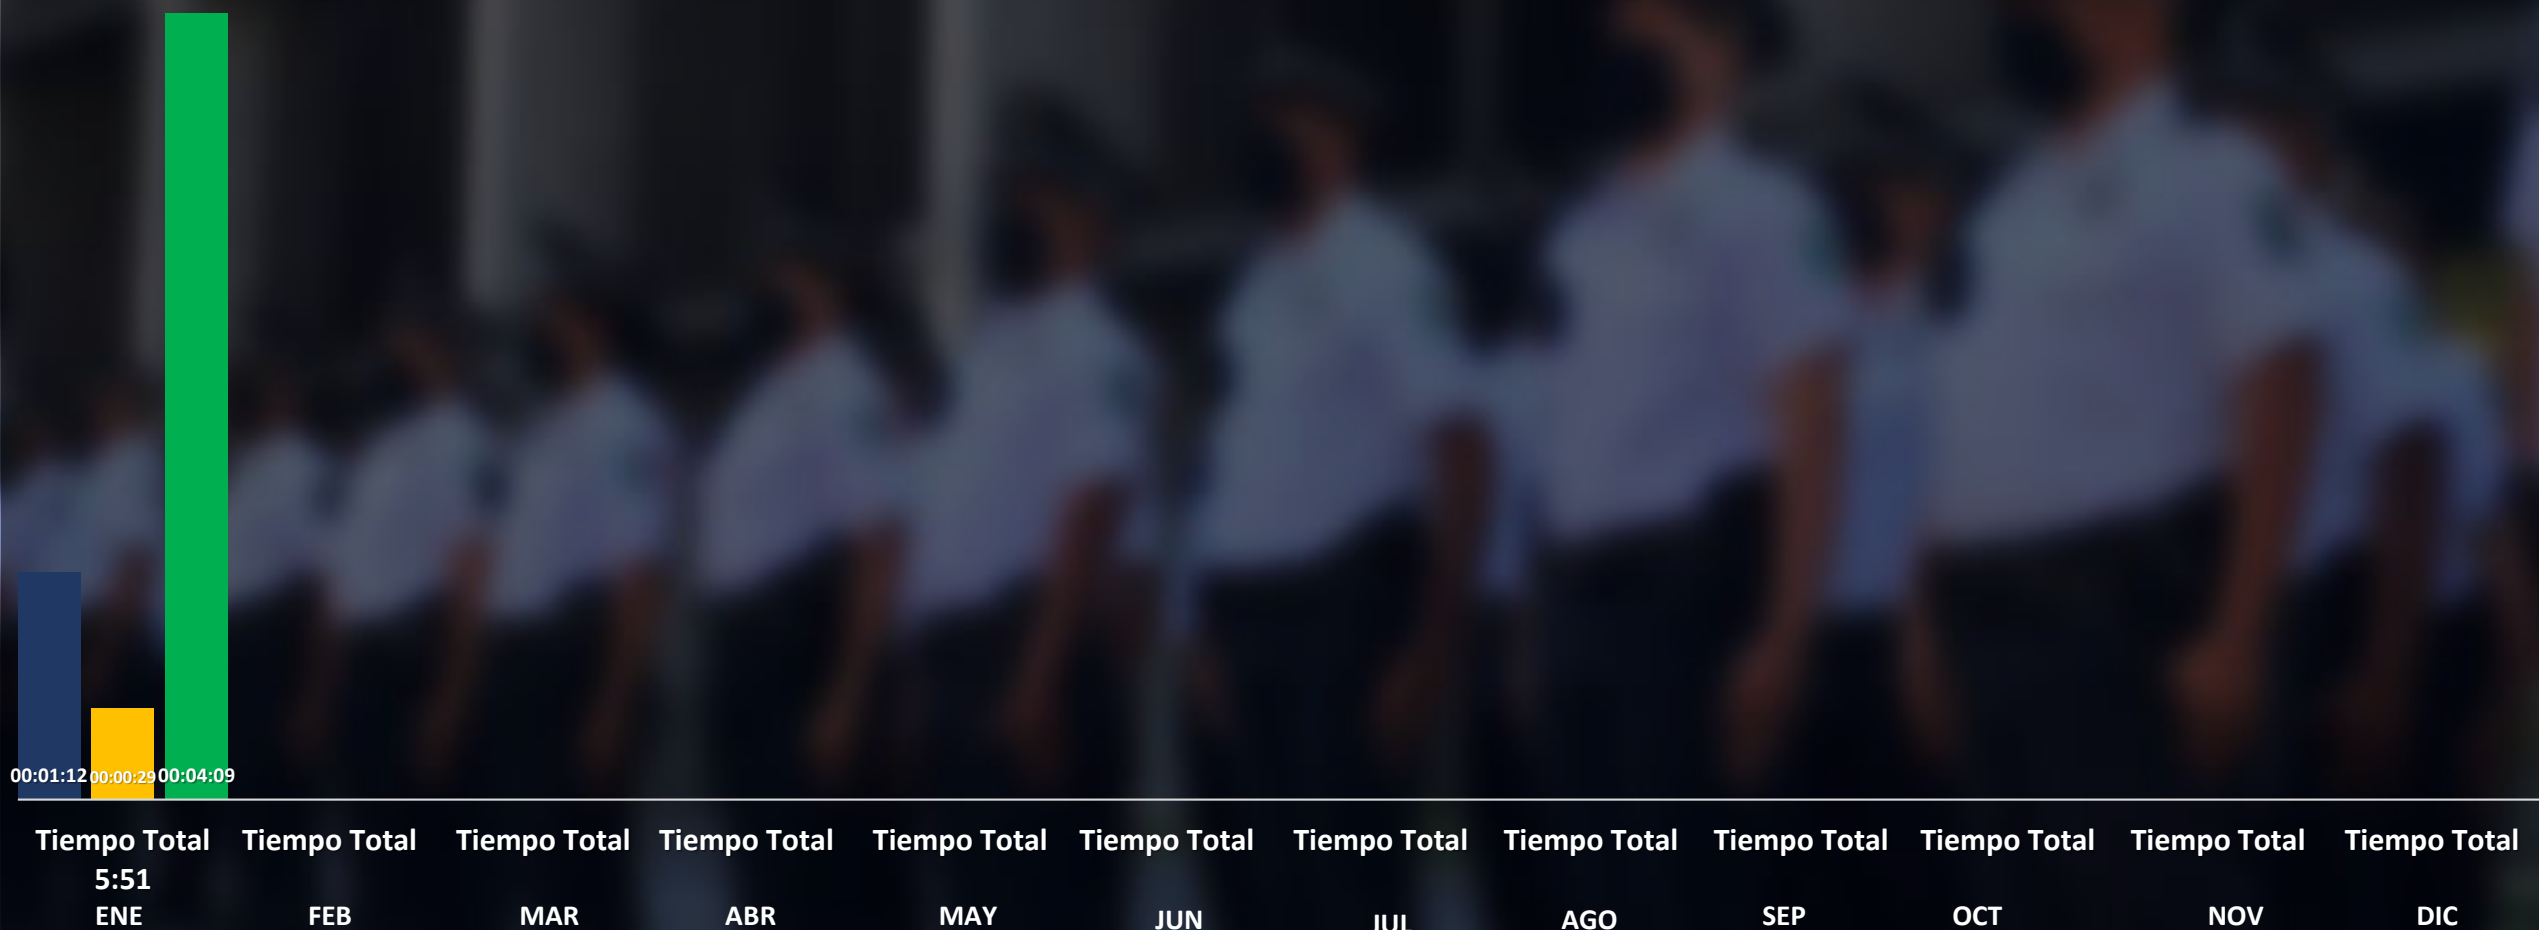 00:01:12 00:00:29 00:04:09
Tiempo Total Tiempo Total Tiempo Total Tiempo Total Tiempo Total Tiempo Total Tiempo Total Tiempo Total Tiempo Total Tiempo Total Tiempo Total Tiempo Total
5:51
ENE FEB MAR ABR MAY JUN JUL AGO SEP OCT NOV DIC